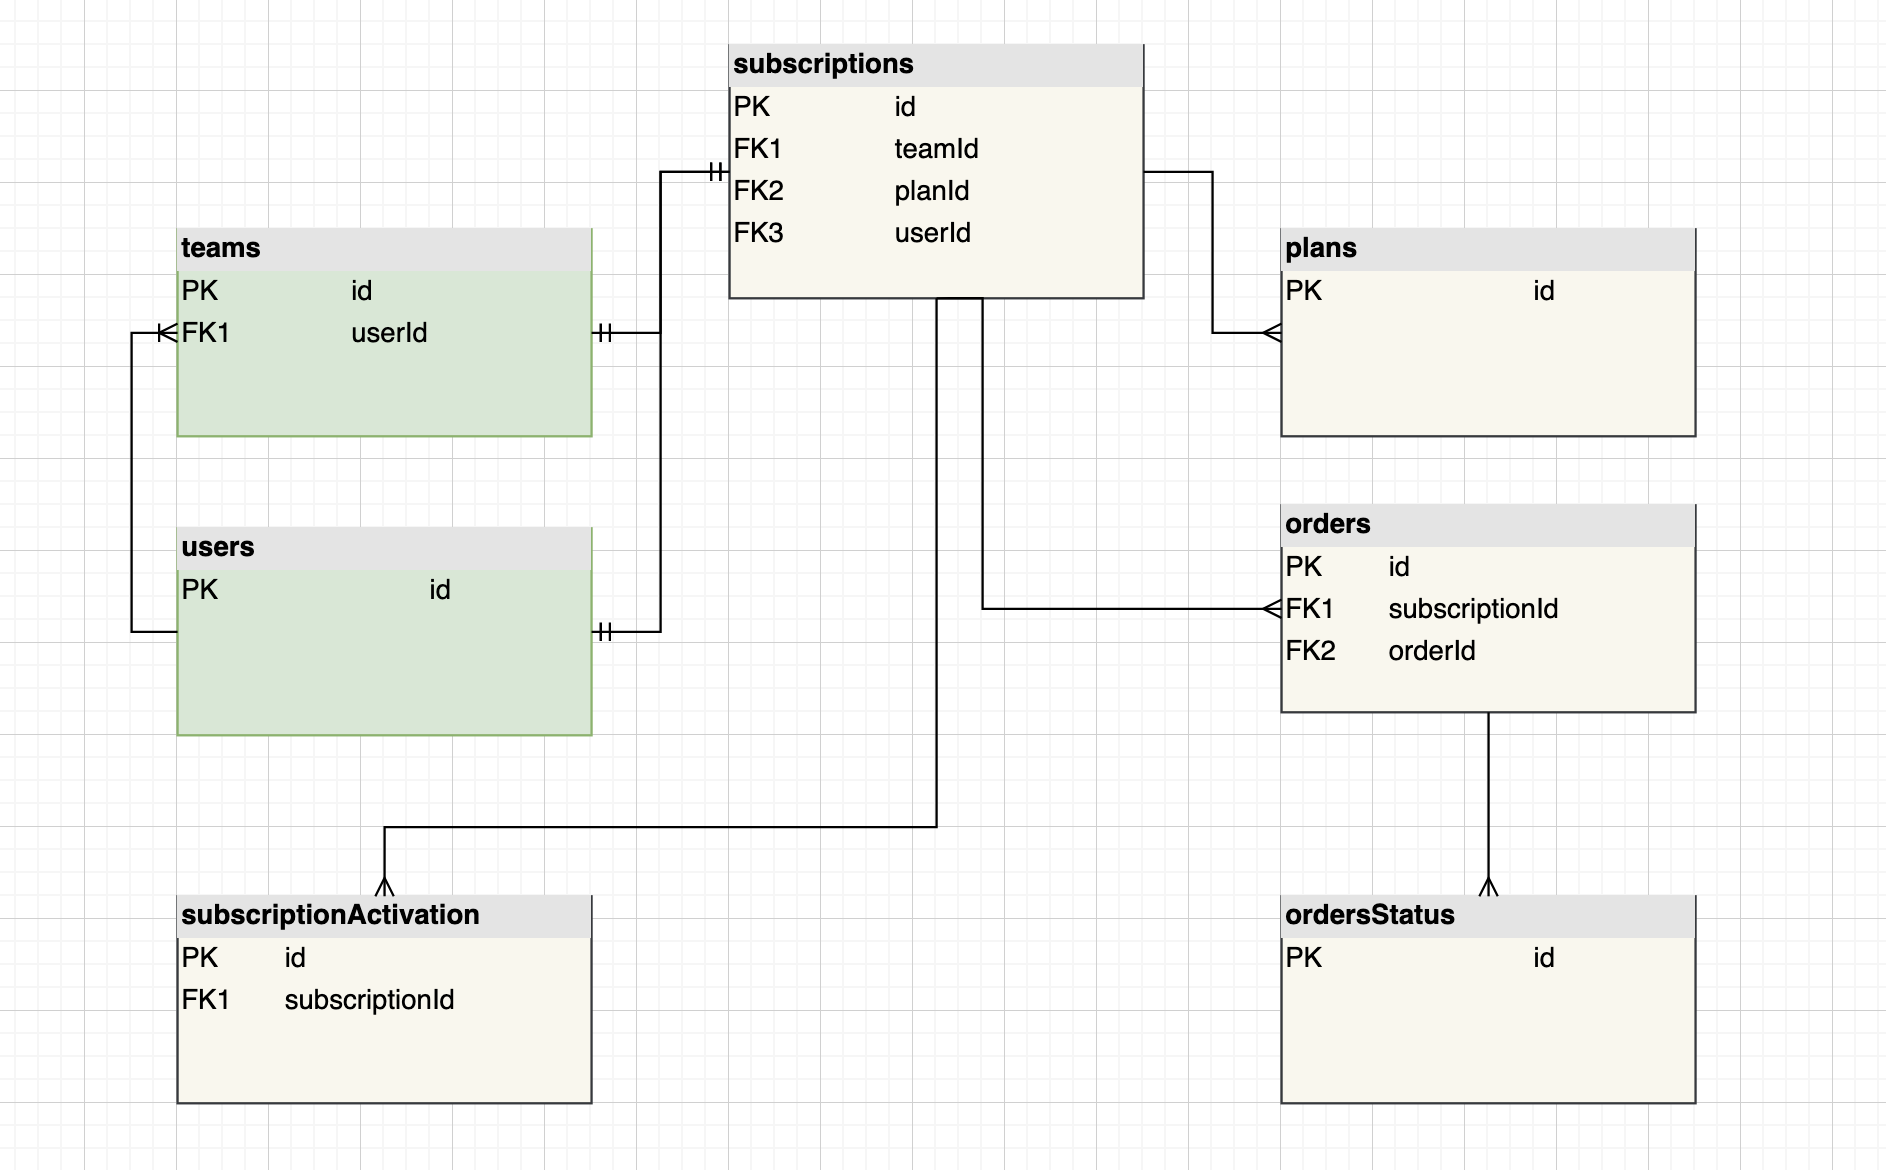 subscriptions
PK id
FK1 teamId
FK2 planId
FK3 userId
teams
PK id
FK1 userId
plans
PK id
users
PK id
orders
PK id
FK1 subscriptionId
FK2 orderId
subscriptionActivation
PK id
FK1 subscriptionId
ordersStatus
PK id